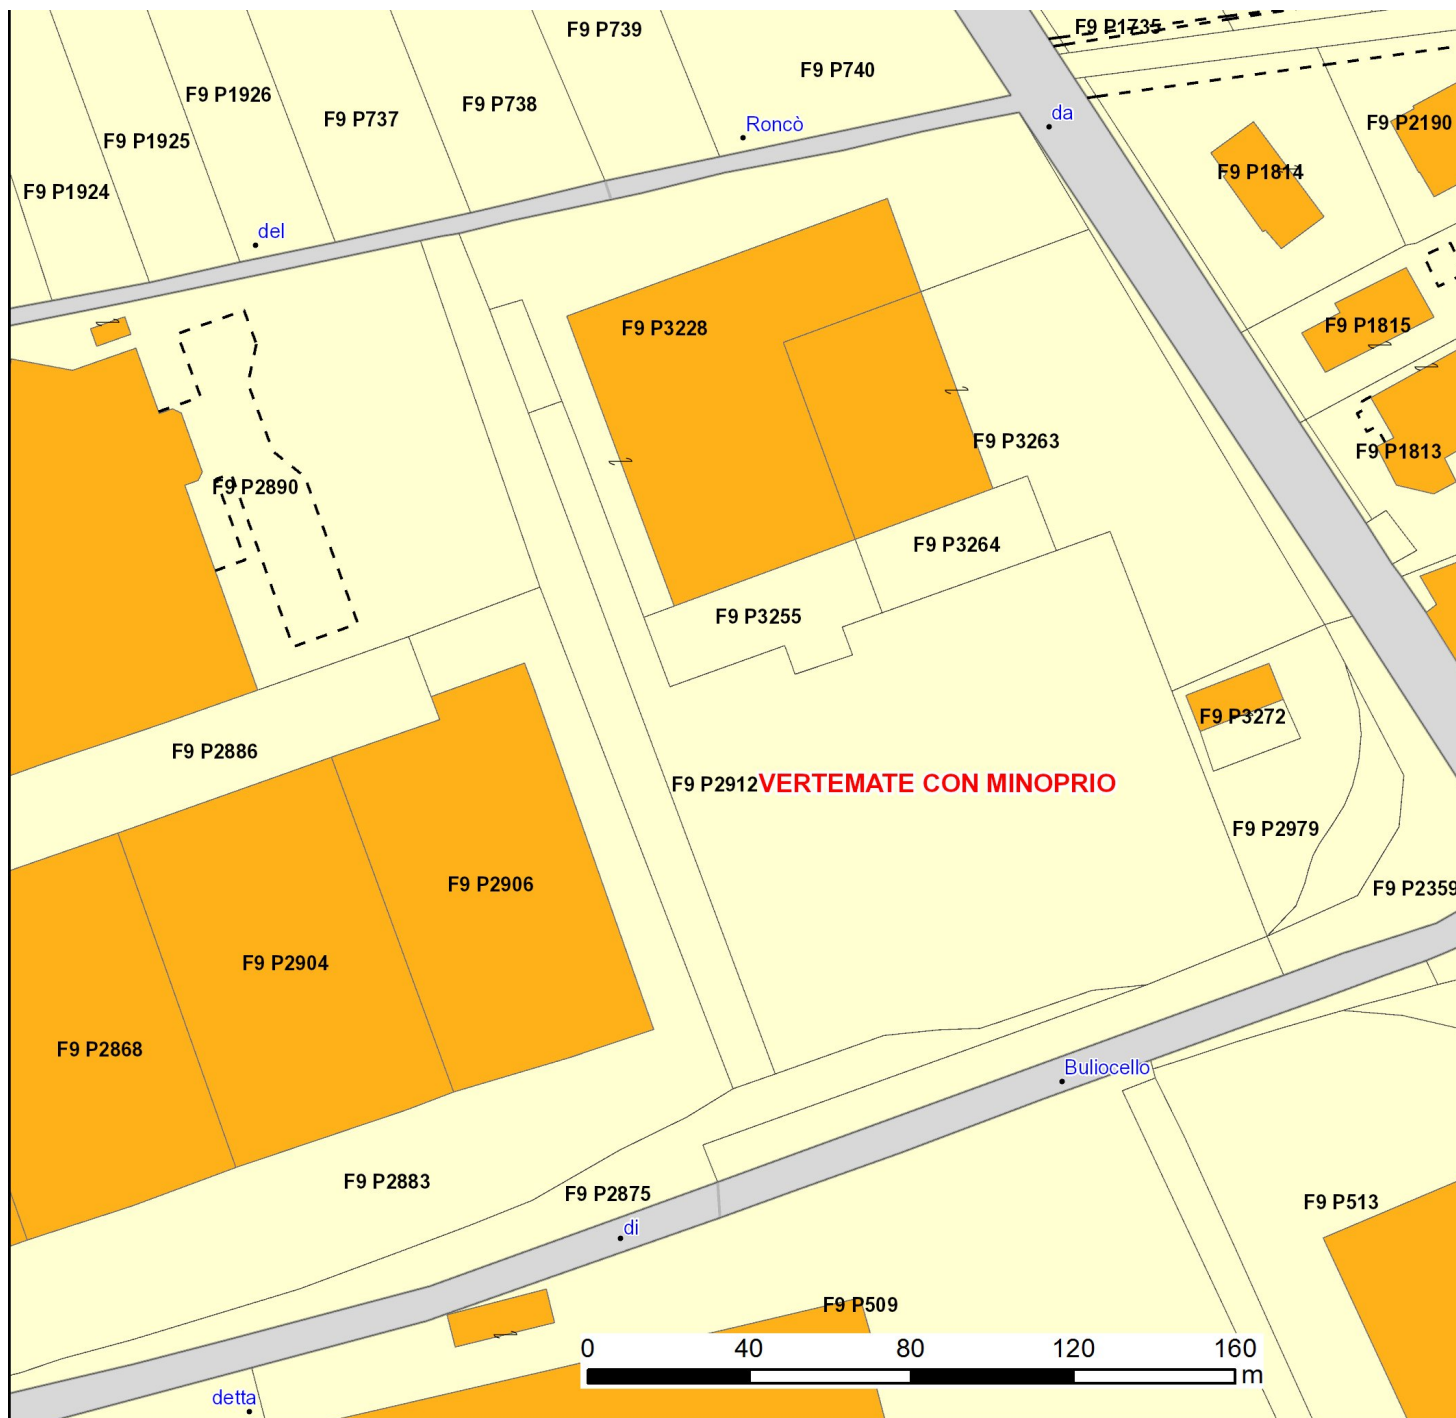 F9 P739
F9 P1735
F9 P740
F9 P1926
F9 P738
F9 P737
da
F9 P2190
Roncò
F9 P1925
F9 P1814
F9 P1924
del
F9 P3228
F9 P1815
F9 P3263
F9 P1813
F9 P2890
F9 P3264
F9 P3255
F9 P3272
F9 P2886
F9 P2912
VERTEMATE CON MINOPRIO
F9 P2979
F9 P2906
F9 P2359
F9 P2904
F9 P2868
Buliocello
F9 P2883
F9 P2875
F9 P513
di
F9 P509
0 40 80 120 160
m
detta